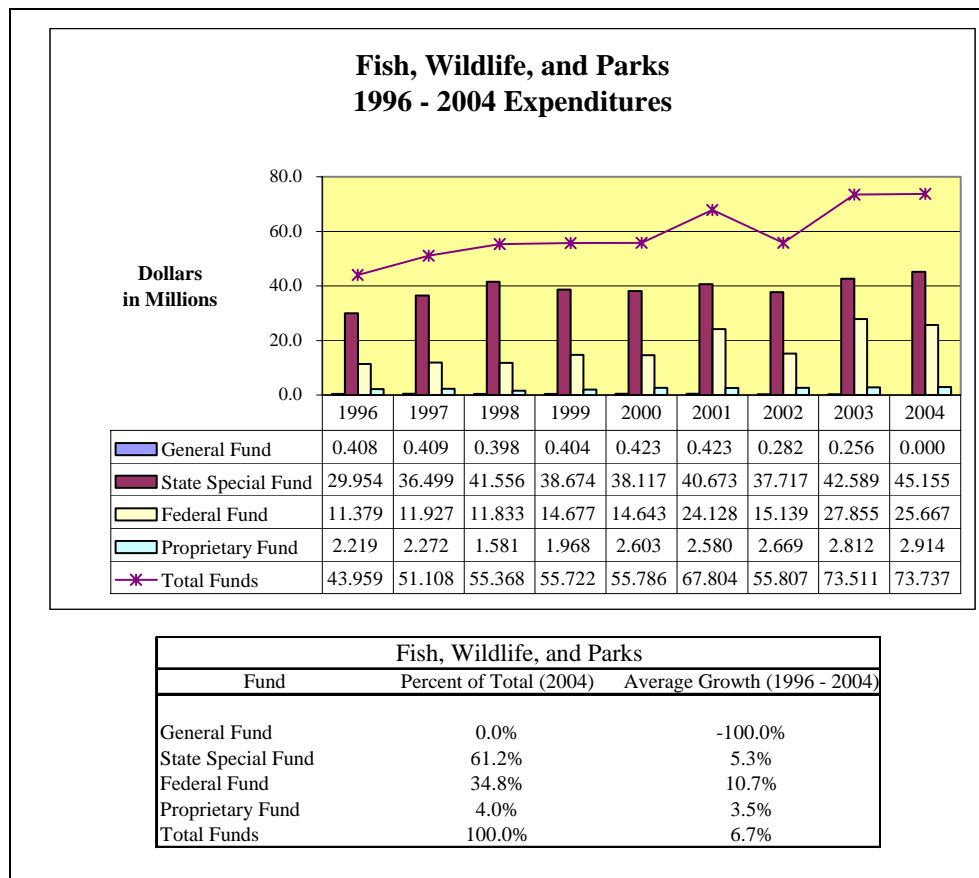 Fish, Wildlife, and Parks
1996 - 2004 Expenditures
80.0
60.0
Dollars
in Millions
40.0
20.0
0.0
1996 1997 1998 1999 2000 2001 2002 2003 2004
General Fund 0.408 0.409 0.398 0.404 0.423 0.423 0.282 0.256 0.000
State Special Fund 29.954 36.499 41.556 38.674 38.117 40.673 37.717 42.589 45.155
Federal Fund 11.379 11.927 11.833 14.677 14.643 24.128 15.139 27.855 25.667
Proprietary Fund 2.219 2.272 1.581 1.968 2.603 2.580 2.669 2.812 2.914
Total Funds 43.959 51.108 55.368 55.722 55.786 67.804 55.807 73.511 73.737
Fish, Wildlife, and Parks
Fund Percent of Total (2004) Average Growth (1996 - 2004)
General Fund 0.0% -100.0%
State Special Fund 61.2% 5.3%
Federal Fund 34.8% 10.7%
Proprietary Fund 4.0% 3.5%
Total Funds 100.0% 6.7%